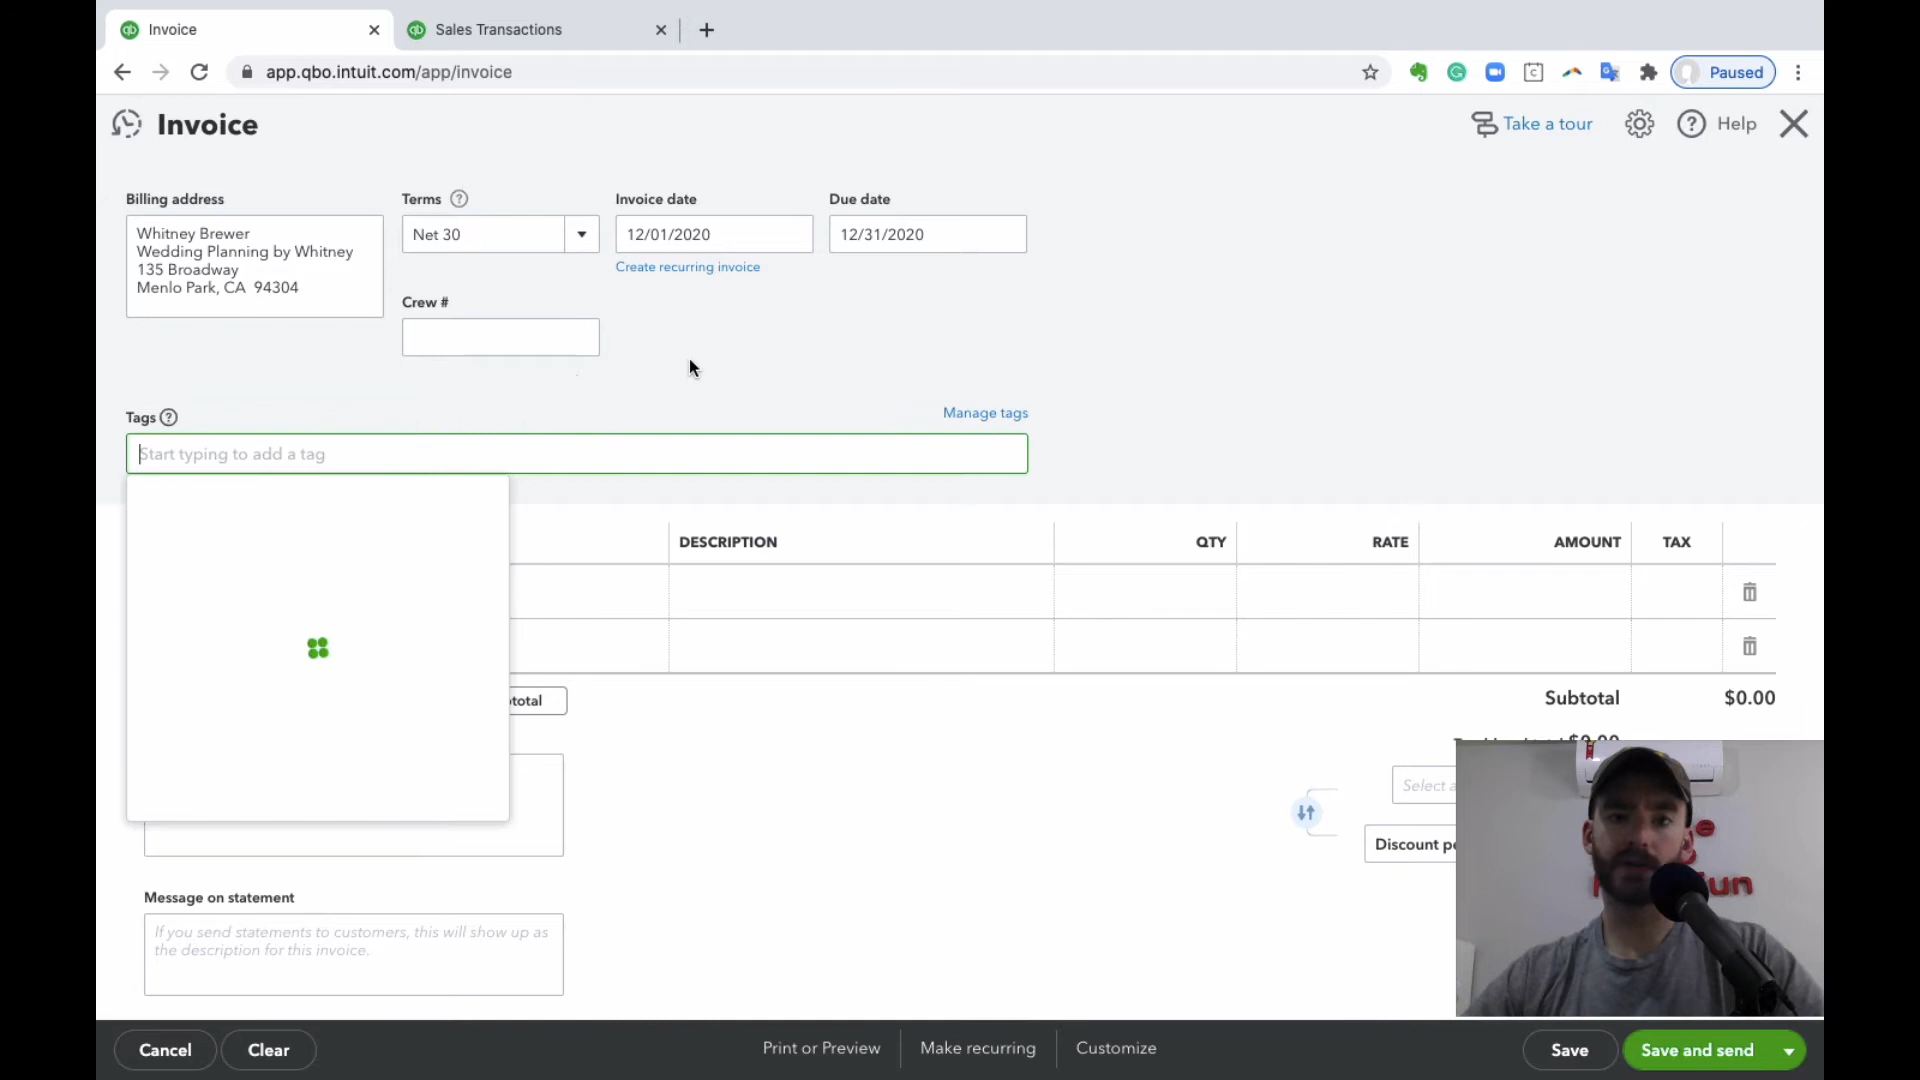 Invoice
Sales Transactions
app.qbo.intuit.com/app/invoice
Paused
Invoice
Take a tour
Help
Billing address
Terms
Invoice date
Due date
Whitney Brewer
Wedding Planning by Whitney
135 Broadway
Menlo Park, CA 94304
Net 30
12/01/2020
12/31/2020
Create recurring invoice
Crew #
Tags
Manage tags
Start typing to add a tag
DESCRIPTION
QTY
RATE
AMOUNT
TAX
Subtotal
$0.00
$0.00
Select a
Discount pe
Message on statement
If you send statements to customers, this will show up as
the description for this invoice.
Cancel
Clear
Print or Preview
Make recurring
Customize
Save
Save and send